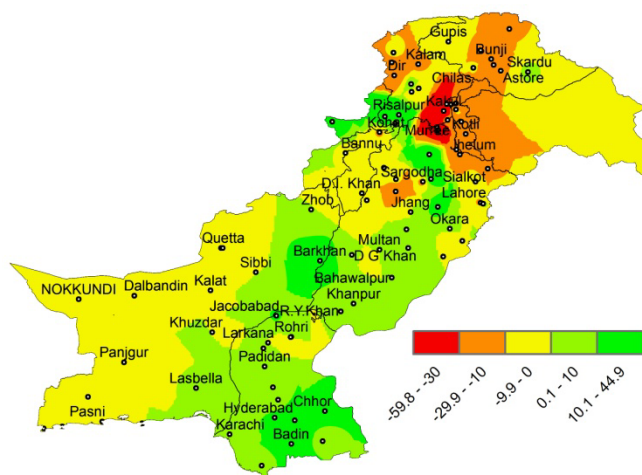 Gupis
Kalam
Bunji
Dir
Skardu
Chilas
Astore
Risalpur
Kakul
Kohat
Murree
Kotli
Bannu
Jhelum
Sargodha
Sialkot
D.I. Khan
Zhob
Jhang
Lahore
Okara
Quetta
Multan
Sibbi
Barkhan
D G Khan
NOKKUNDI
Dalbandin
Kalat
Bahawalpur
Jacobabad
Khanpur
R.Y.Khan
Khuzdar
Larkana
Rohri
Panjgur
Padidan
Lasbella
Pasni
Hyderabad
Chhor
Karachi
Badin
-59.8 - -30
-29.9 - -10
-9.9 - 0
0.1 - 10
10.1 - 44.9